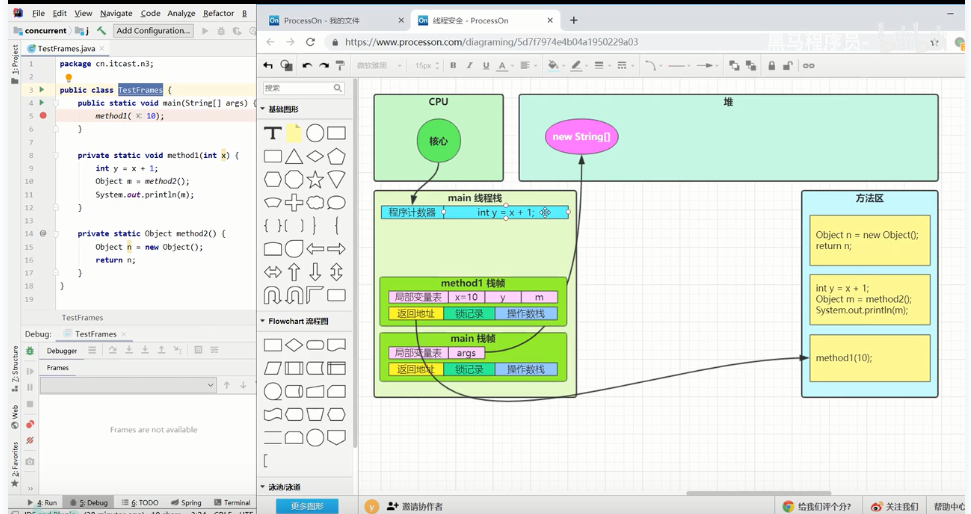 File Edit View Navigate Code Analyze Refactor B
concurrent
Add Configuration...
TestFrames.java
1 package cn.itcast.n3;
2
3 public class TestFrames {
4 public static void main(String[] args) {
5 method1( x: 10);
6 }
7
8 private static void method1(int x) {
9 int y = x + 1;
10 Object m = method2();
11 System.out.println(m);
12 }
13
14 @ private static Object method2() {
15 Object n = new Object();
16 return n;
17 }
18 }
19
TestFrames
Debug: TestFrames
Debugger
Frames
Frames are not available
1: Project
7: Structure
Web
2: Favorites
4: Run 5: Debug 6: TODO Spring Terminal
ProcessOn - 我的文件
线程安全 - ProcessOn
https://www.processon.com/diagraming/5d7f7974e4b04a1950229a03
黑马程序员
微软雅黑 15px B I U A
搜索
基础图形
T
Flowchart 流程图
泳池/泳道
更多图形
CPU
核心
堆
new String[]
main 线程栈
程序计数器 int y = x + 1;
method1 栈帧
局部变量表 x=10 y m
返回地址 锁记录 操作数栈
main 栈帧
局部变量表 args
返回地址 锁记录 操作数栈
方法区
Object n = new Object();
return n;
int y = x + 1;
Object m = method2();
System.out.println(m);
method1(10);
y 邀请协作者
给我们评个分?
关注我们
帮助中心